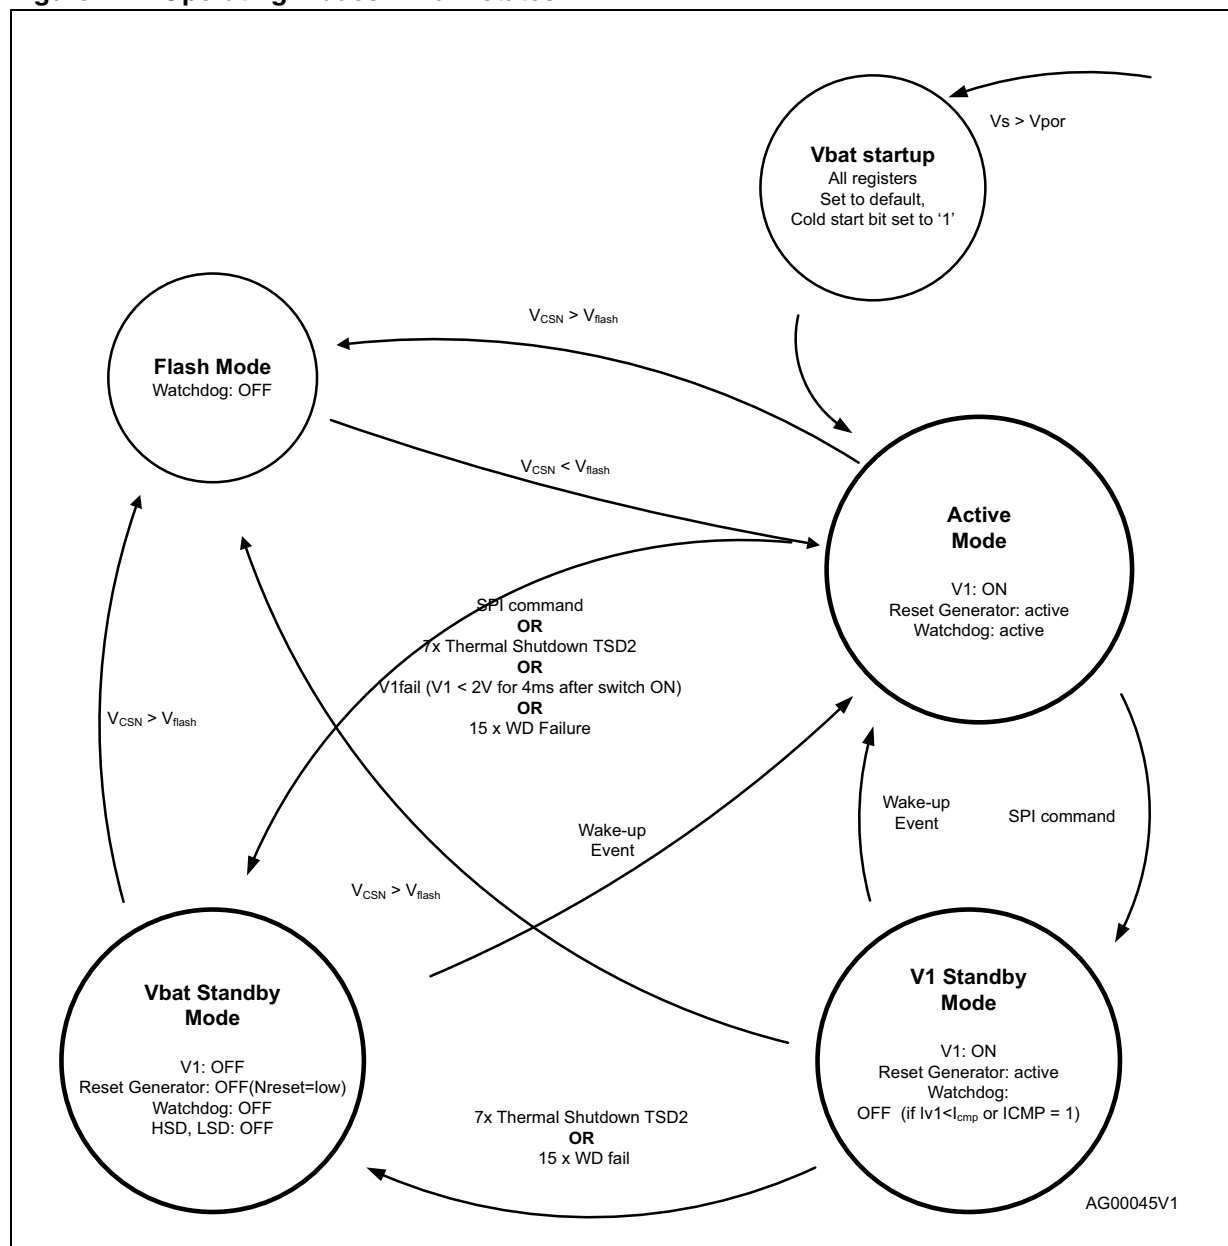 Vs > Vpor
Vbat startup
All registers
Set to default,
Cold start bit set to ‘1’
VCSN > Vflash
Flash Mode
Watchdog: OFF
VCSN < Vflash
Active
Mode
V1: ON
Reset Generator: active
Watchdog: active
SPI command
OR
7x Thermal Shutdown TSD2
OR
V1fail (V1 < 2V for 4ms after switch ON)
OR
15 x WD Failure
VCSN > Vflash
Wake-up
Event
Wake-up
Event
SPI command
VCSN > Vflash
Vbat Standby
Mode
V1: OFF
Reset Generator: OFF(Nreset=low)
Watchdog: OFF
HSD, LSD: OFF
V1 Standby
Mode
V1: ON
Reset Generator: active
Watchdog:
OFF (if Iv1<Icmp or ICMP = 1)
7x Thermal Shutdown TSD2
OR
15 x WD fail
AG00045V1